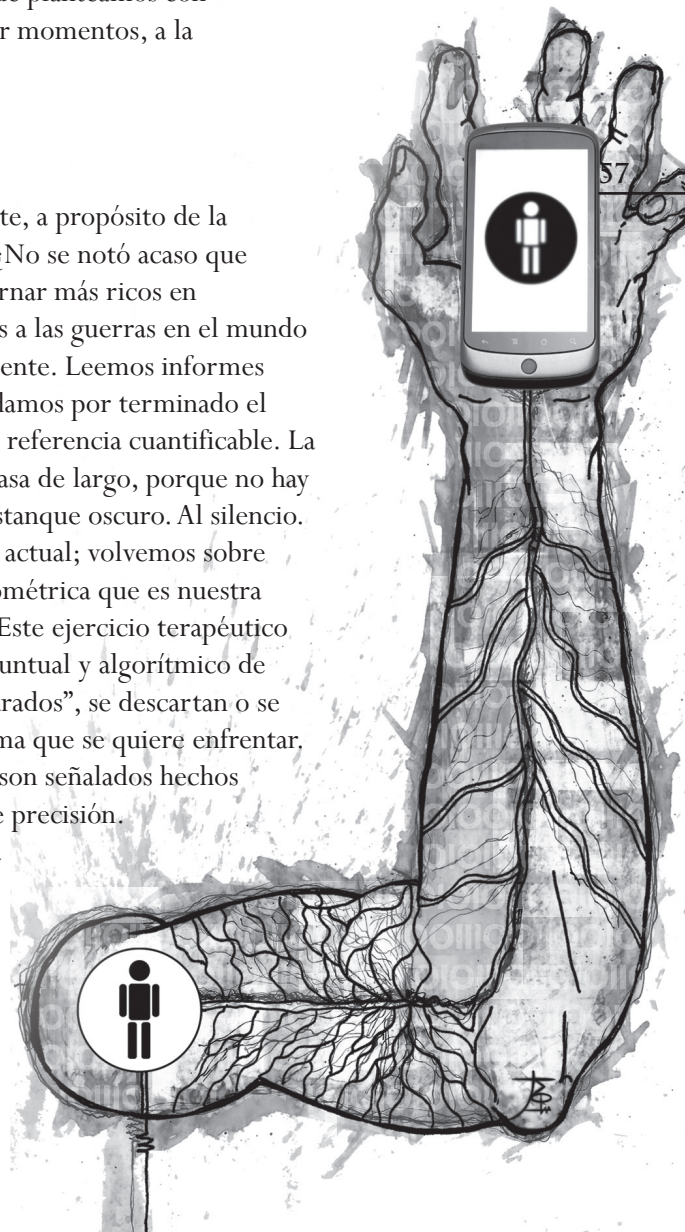 planteamos con
r momentos, a la
57
te, a propósito de la
¿No se notó acaso que
rnar más ricos en
s a las guerras en el mundo
ente. Leemos informes
lamos por terminado el
referencia cuantificable. La
asa de largo, porque no hay
stanque oscuro. Al silencio.
actual; volvemos sobre
ométrica que es nuestra
Este ejercicio terapéutico
untual y algorítmico de
rados”, se descartan o se
ma que se quiere enfrentar.
son señalados hechos
e precisión.